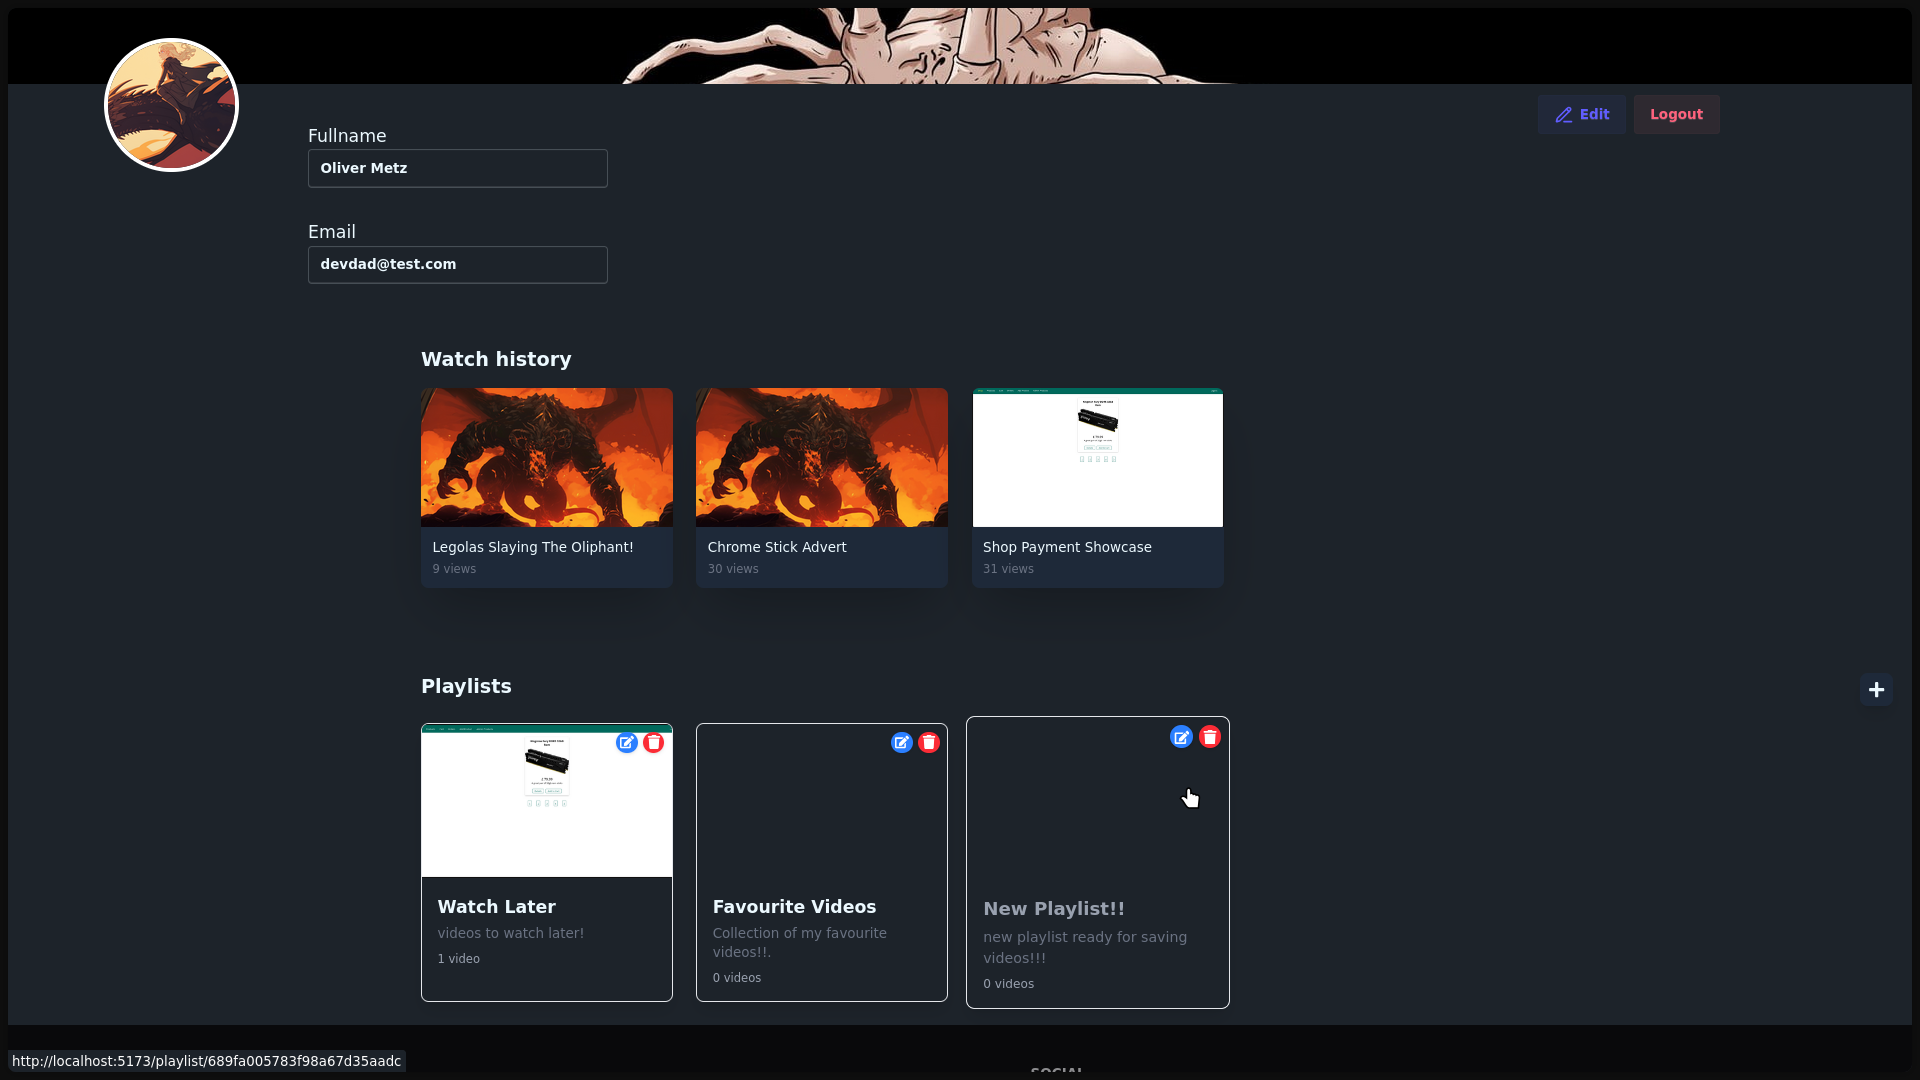 Edit
Logout
Fullname
Oliver Metz
Email
devdad@test.com
Watch history
Legolas Slaying The Oliphant!
9 views
Chrome Stick Advert
30 views
Shop Payment Showcase
31 views
Playlists
Watch Later
videos to watch later!
1 video
Favourite Videos
Collection of my favourite
videos!!.
0 videos
New Playlist!!
new playlist ready for saving
videos!!!
0 videos
http://localhost:5173/playlist/689fa005783f98a67d35aadc
SOCIAL